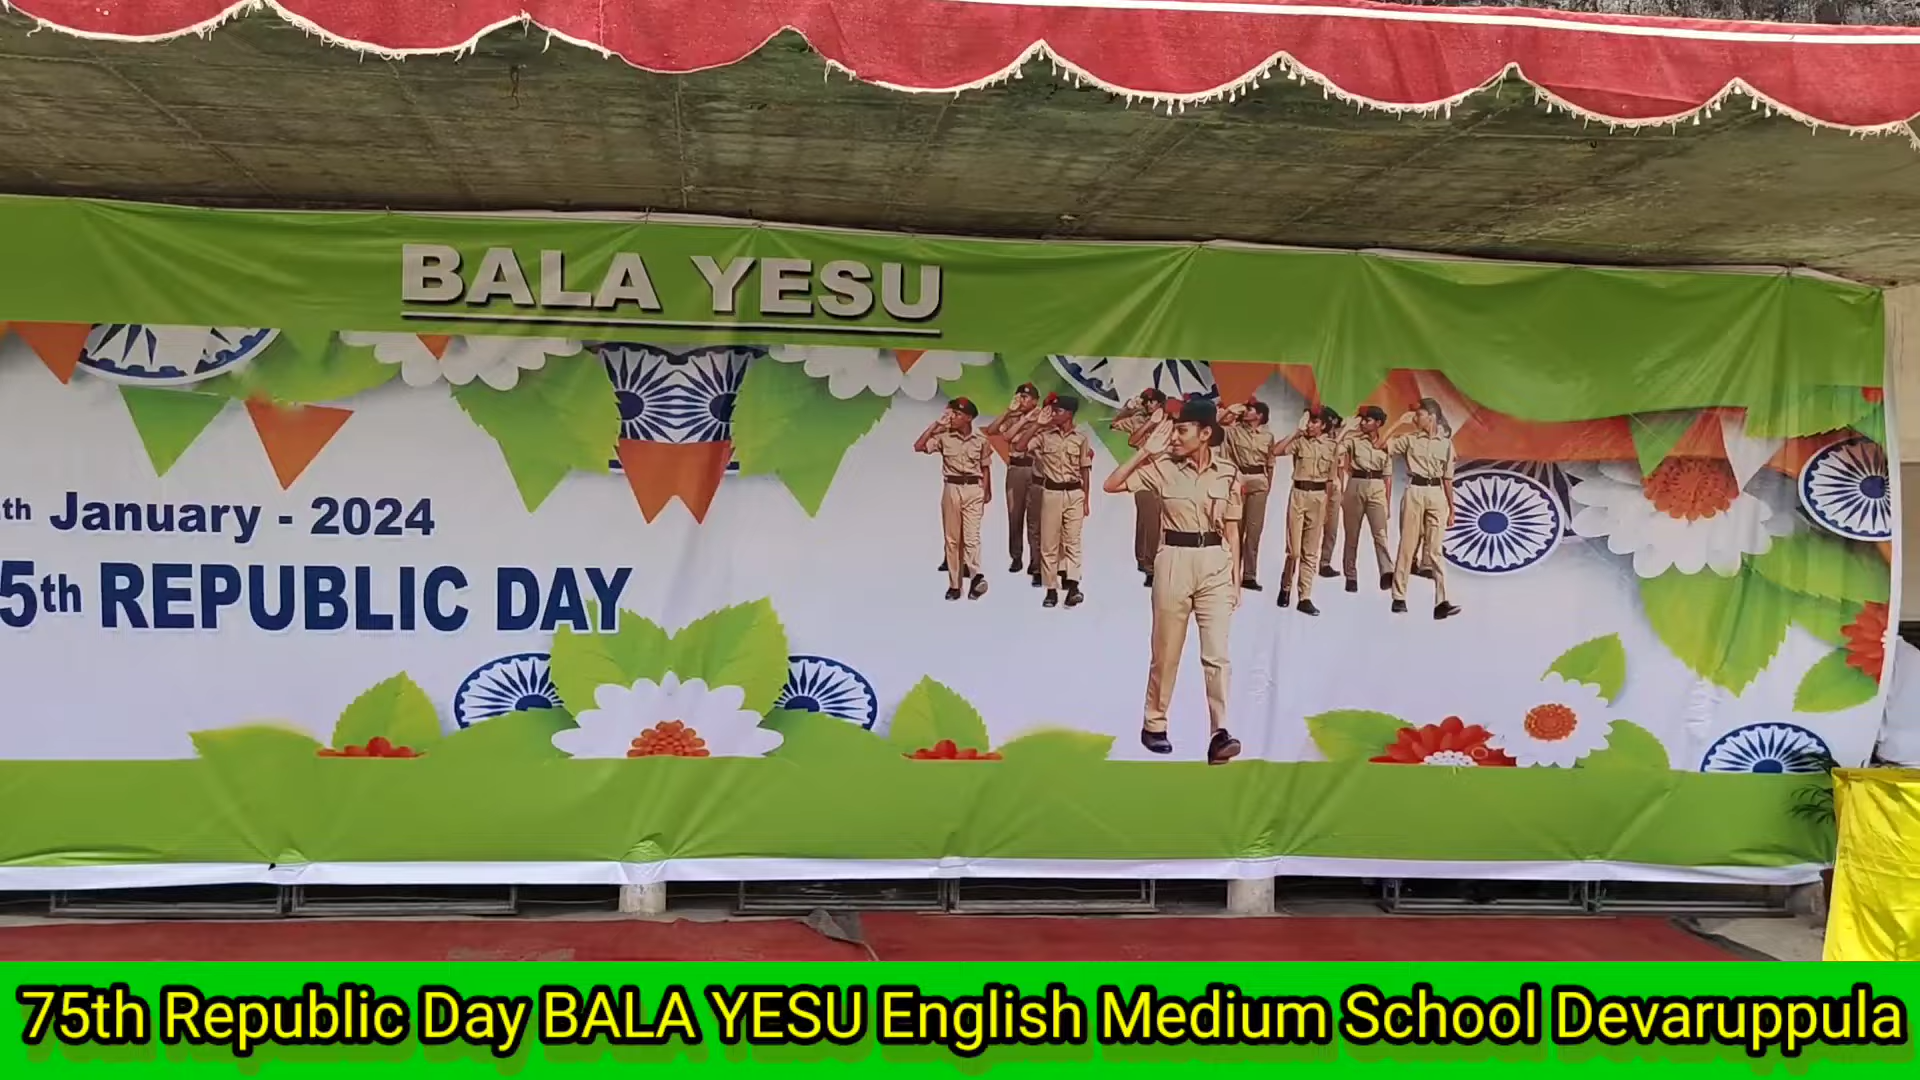 BALA YESU
th January - 2024
5th REPUBLIC DAY
75th Republic Day BALA YESU English Medium School Devaruppula